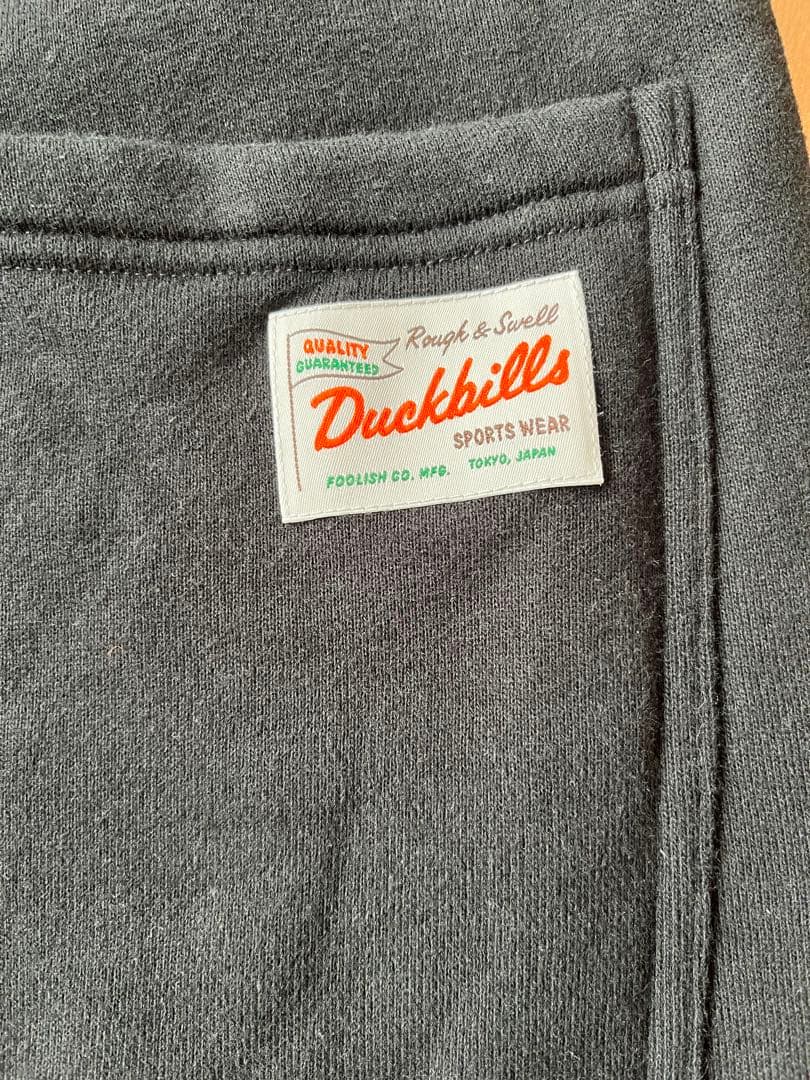 Rough & Swell
QUALITY
GUARANTEED
Duckbills
SPORTS WEAR
FOOLISH CO. MFG. TOKYO, JAPAN